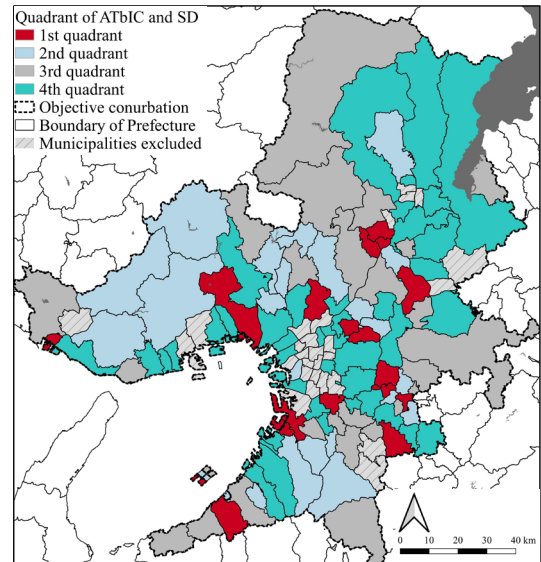 Quadrant of ATbIC and SD
1st quadrant
2nd quadrant
3rd quadrant
4th quadrant
Objective conurbation
Boundary of Prefecture
Municipalities excluded
0 10 20 30 40 km